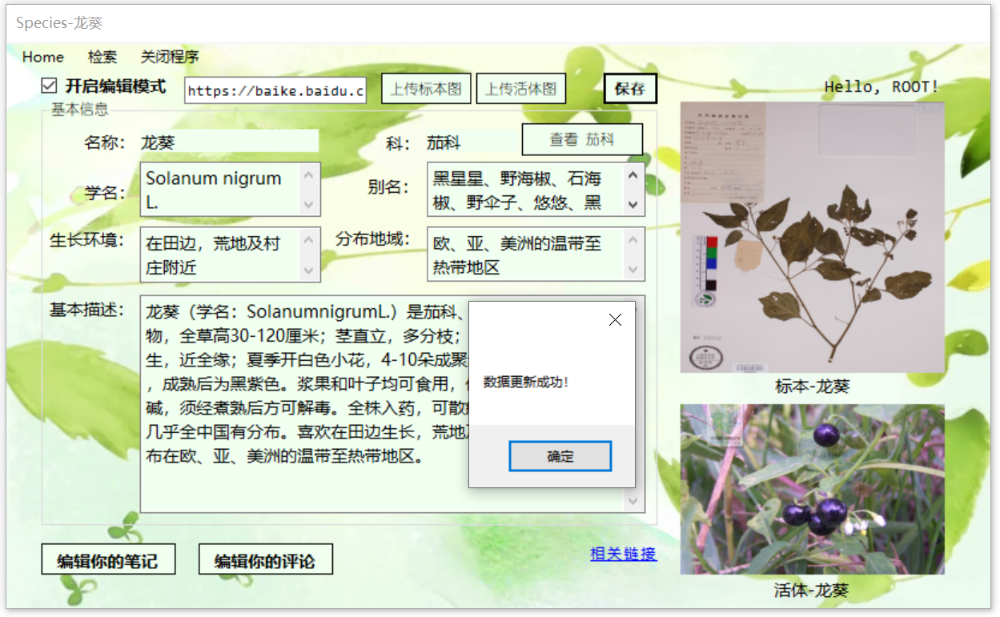 Species-龙葵
Home 检索 关闭程序
开启编辑模式 https://baike.baidu.c 上传标本图 上传活体图 保存 Hello, ROOT!
基本信息
名称： 龙葵 科： 茄科 查看 茄科
学名： Solanum nigrum
L.
别名： 黑星星、野海椒、石海
椒、野伞子、悠悠、黑
生长环境： 在田边，荒地及村
庄附近
分布地域： 欧、亚、美洲的温带至
热带地区
基本描述： 龙葵（学名：SolanumnigrumL.）是茄科、
物，全草高30-120厘米；茎直立，多分枝；
生，近全缘；夏季开白色小花，4-10朵成聚
，成熟后为黑紫色。浆果和叶子均可食用，
碱，须经煮熟后方可解毒。全株入药，可散
几乎全中国有分布。喜欢在田边生长，荒地
布在欧、亚、美洲的温带至热带地区。
数据更新成功！
确定
标本-龙葵
编辑你的笔记 编辑你的评论 相关链接
活体-龙葵